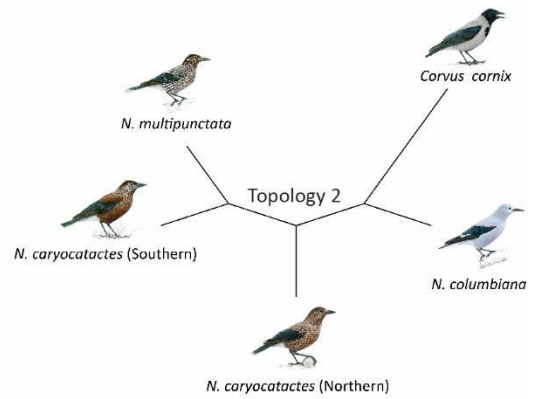 Corvus cornix
N. multipunctata
Topology 2
N. caryocatactes (Southern)
N. columbiana
N. caryocatactes (Northern)